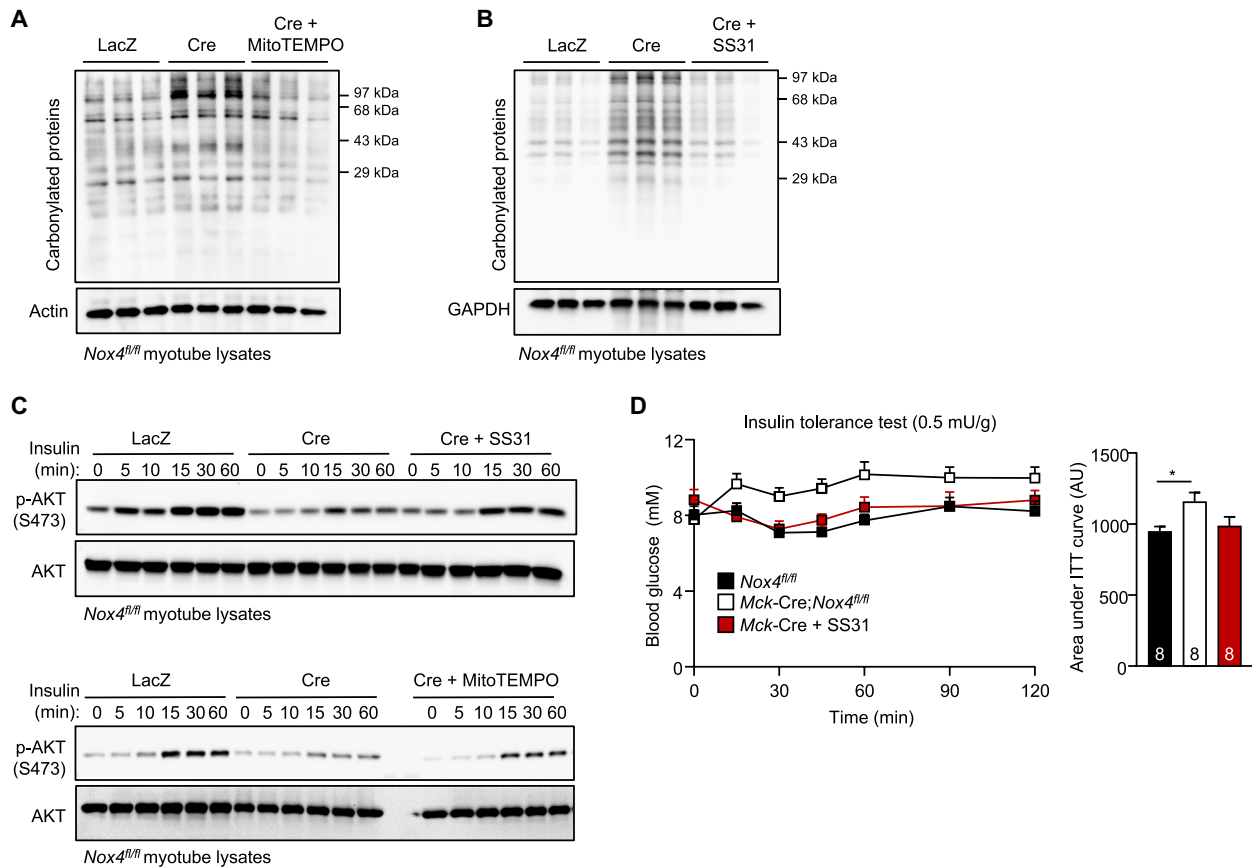 A
LacZ Cre Cre + MitoTEMPO
Carbonylated proteins
97 kDa
68 kDa
43 kDa
29 kDa
Actin
Nox4fl/fl myotube lysates
B
LacZ Cre Cre + SS31
Carbonylated proteins
97 kDa
68 kDa
43 kDa
29 kDa
GAPDH
Nox4fl/fl myotube lysates
C
LacZ Cre Cre + SS31
Insulin
(min): 0 5 10 15 30 60 0 5 10 15 30 60 0 5 10 15 30 60
p-AKT
(S473)
AKT
Nox4fl/fl myotube lysates
LacZ Cre Cre + MitoTEMPO
Insulin
(min): 0 5 10 15 30 60 0 5 10 15 30 60 0 5 10 15 30 60
p-AKT
(S473)
AKT
Nox4fl/fl myotube lysates
D
Insulin tolerance test (0.5 mU/g)
Blood glucose (mM)
12
8
4
0
Nox4fl/fl
Mck-Cre;Nox4fl/fl
Mck-Cre + SS31
0 30 60 90 120
Time (min)
Area under ITT curve (AU)
1500
1000
500
0
*
8 8 8